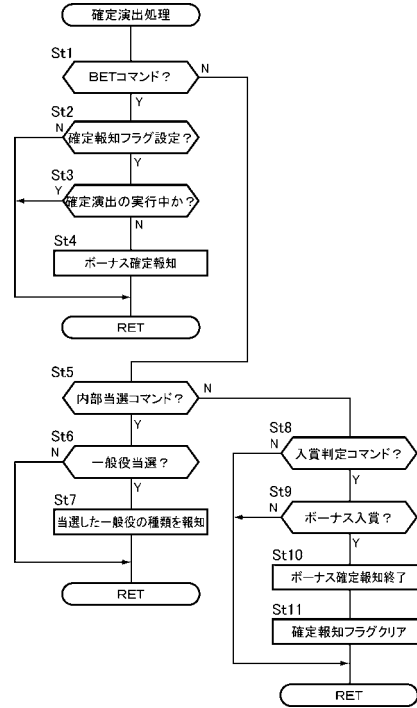 確定演出処理
St1
BETコマンド？
N
Y
St2
N
確定報知フラグ設定？
Y
St3
Y
確定演出の実行中か？
N
St4
ボーナス確定報知
RET
St5
内部当選コマンド？
N
Y
St6
N
一般役当選？
Y
St7
当選した一般役の種類を報知
RET
St8
N
入賞判定コマンド？
Y
St9
N
ボーナス入賞？
Y
St10
ボーナス確定報知終了
St11
確定報知フラグクリア
RET